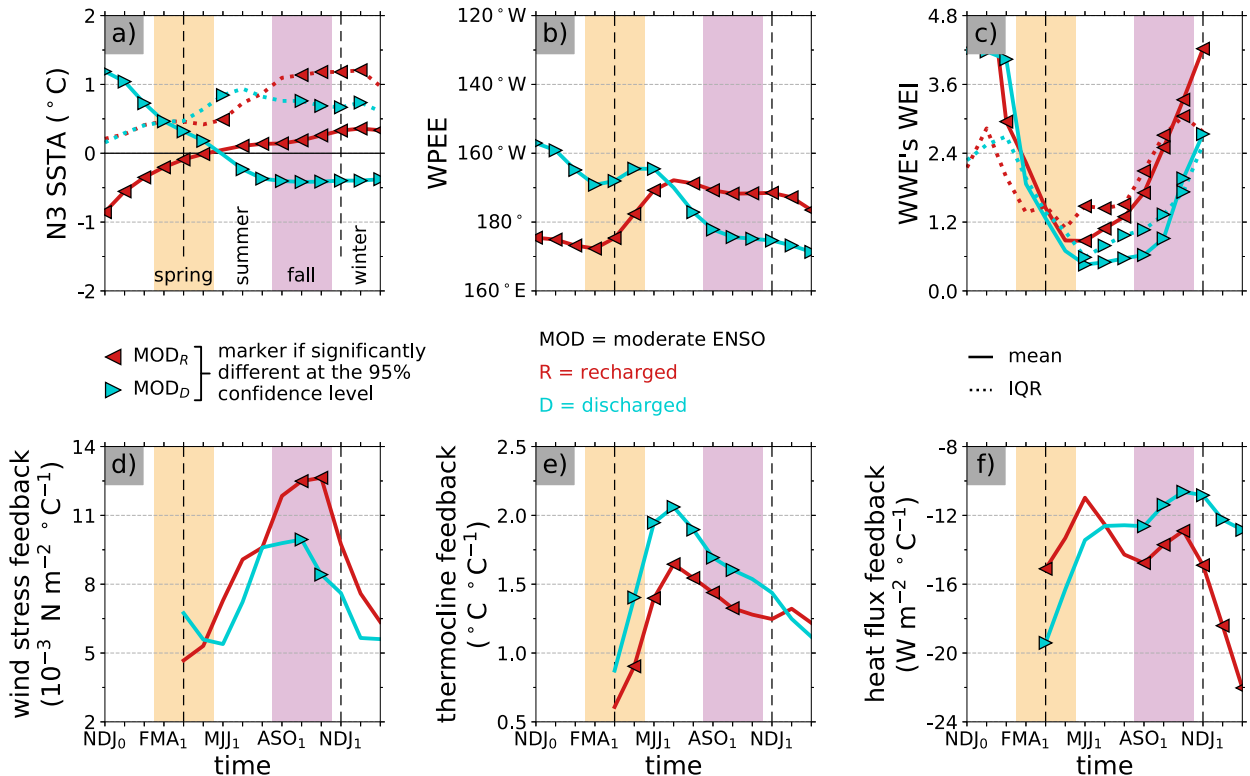 a)
N3 SSTA (°C)
2
1
0
-1
-2
spring
summer
fall
winter
b)
WPEE
120°W
140°W
160°W
180°
160°E
c)
WWE's WEI
4.8
3.6
2.4
1.2
0.0
MOD_R
MOD_D
marker if significantly
different at the 95%
confidence level
MOD = moderate ENSO
R = recharged
D = discharged
mean
IQR
d)
wind stress feedback
(10⁻³ N m⁻² °C⁻¹)
14
11
8
5
2
NDJ₀ FMA₁ MJJ₁ ASO₁ NDJ₁
time
e)
thermocline feedback
(°C °C⁻¹)
2.5
2.0
1.5
1.0
0.5
NDJ₀ FMA₁ MJJ₁ ASO₁ NDJ₁
time
f)
heat flux feedback
(W m⁻² °C⁻¹)
-8
-12
-16
-20
-24
NDJ₀ FMA₁ MJJ₁ ASO₁ NDJ₁
time